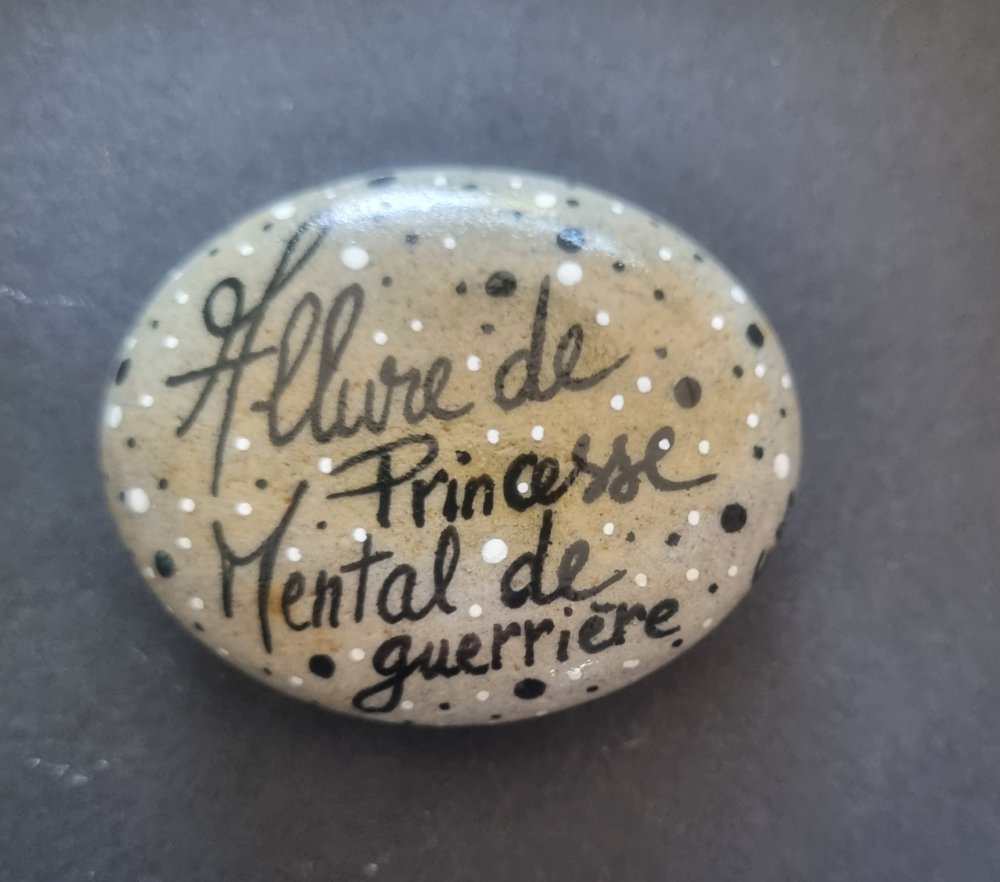 Allure de
Princesse
Mental de
guerrière